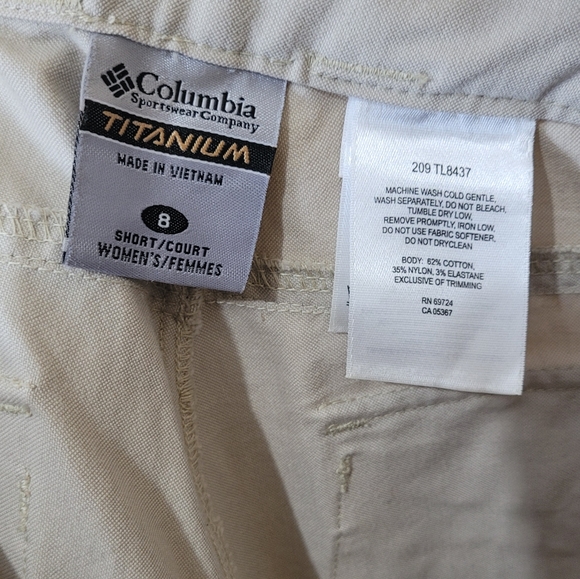 Columbia
Sportswear Company
TITANIUM
MADE IN VIETNAM
8
SHORT/COURT
WOMEN'S/FEMMES
209 TL8437
MACHINE WASH COLD GENTLE,
WASH SEPARATELY, DO NOT BLEACH,
TUMBLE DRY LOW,
REMOVE PROMPTLY, IRON LOW,
DO NOT USE FABRIC SOFTENER,
DO NOT DRYCLEAN
BODY: 62% COTTON,
35% NYLON, 3% ELASTANE
EXCLUSIVE OF TRIMMING
RN 69724
CA 05367